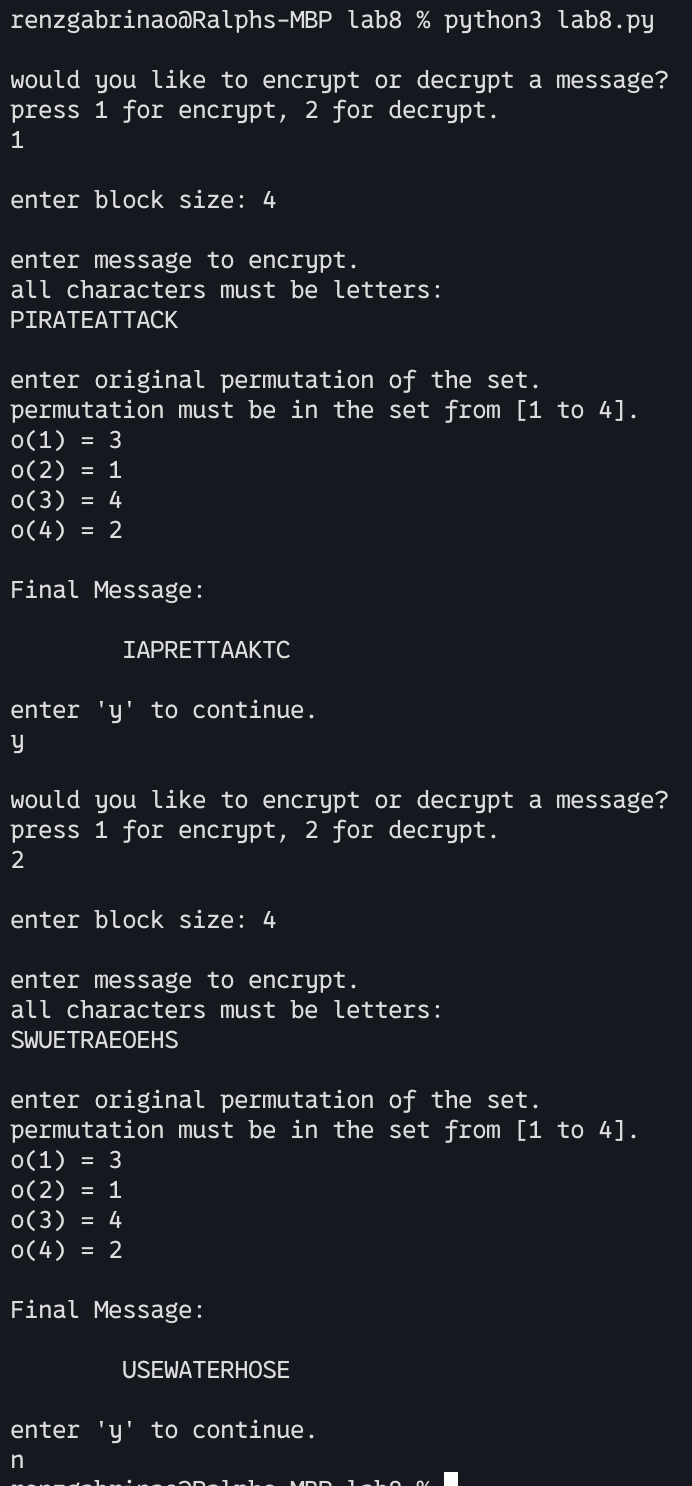 renzgabrinao@Ralphs-MBP lab8 % python3 lab8.py
would you like to encrypt or decrypt a message?
press 1 for encrypt, 2 for decrypt.
1
enter block size: 4
enter message to encrypt.
all characters must be letters:
PIRATEATTACK
enter original permutation of the set.
permutation must be in the set from [1 to 4].
o(1) = 3
o(2) = 1
o(3) = 4
o(4) = 2
Final Message:
IAPRETTAAKTC
enter 'y' to continue.
y
would you like to encrypt or decrypt a message?
press 1 for encrypt, 2 for decrypt.
2
enter block size: 4
enter message to encrypt.
all characters must be letters:
SWUETRAEOEHS
enter original permutation of the set.
permutation must be in the set from [1 to 4].
o(1) = 3
o(2) = 1
o(3) = 4
o(4) = 2
Final Message:
USEWATERHOSE
enter 'y' to continue.
n
renzgabrinao@Ralphs-MBP lab8 %